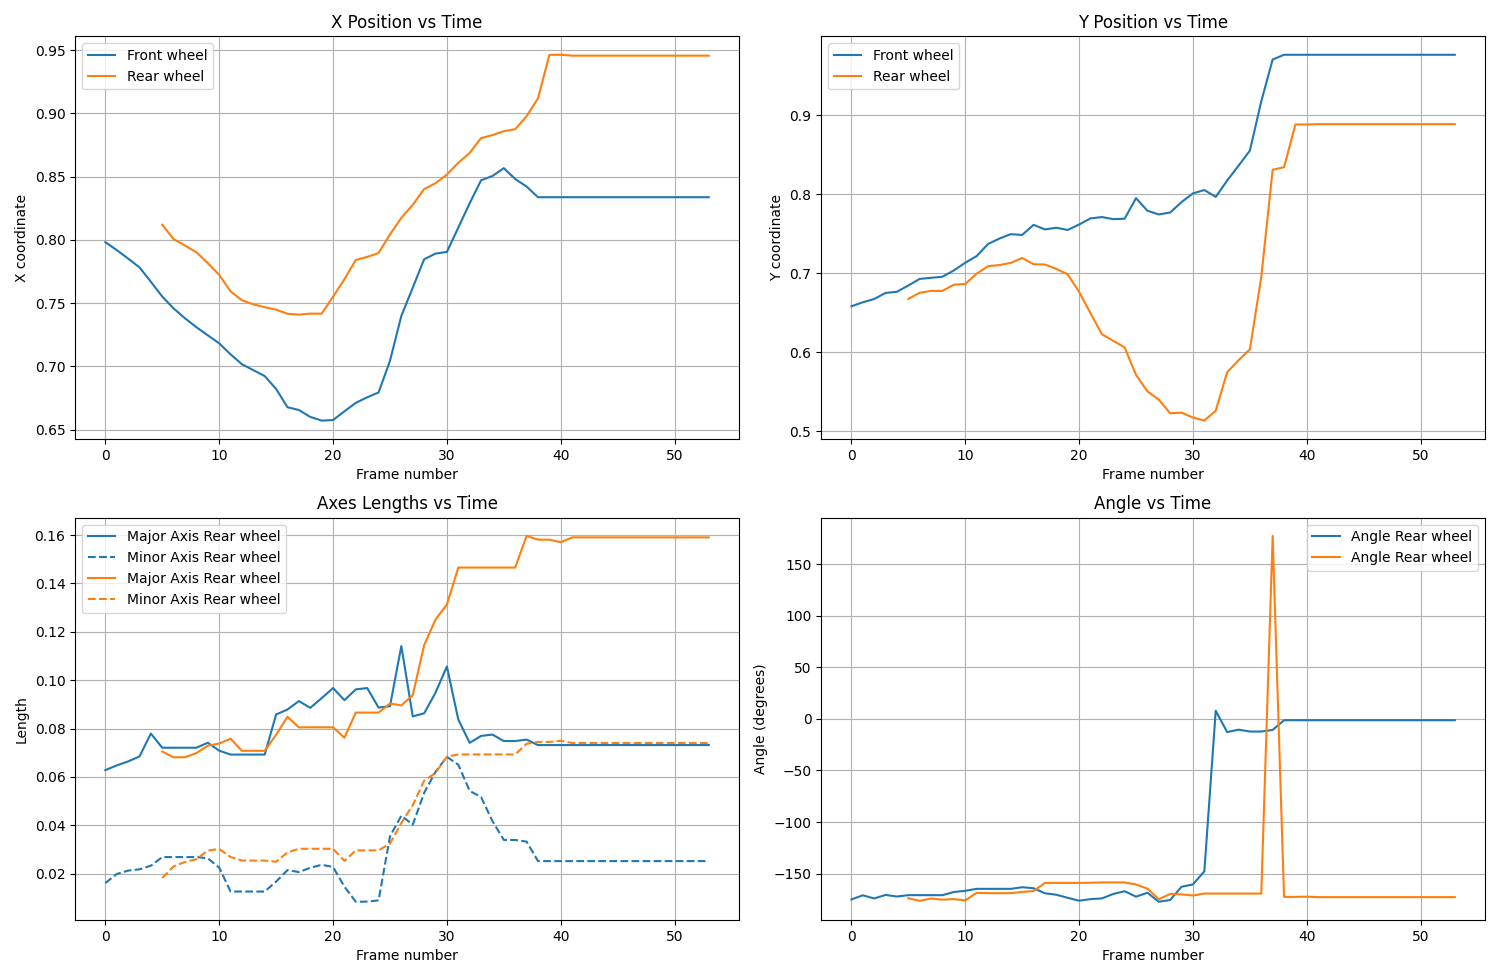 X Position vs Time
Front wheel
Rear wheel
0.95
0.90
0.85
0.80
0.75
0.70
0.65
X coordinate
0 10 20 30 40 50
Frame number
Y Position vs Time
Front wheel
Rear wheel
0.9
0.8
0.7
0.6
0.5
Y coordinate
0 10 20 30 40 50
Frame number
Axes Lengths vs Time
Major Axis Rear wheel
Minor Axis Rear wheel
Major Axis Rear wheel
Minor Axis Rear wheel
0.16
0.14
0.12
0.10
0.08
0.06
0.04
0.02
Length
0 10 20 30 40 50
Frame number
Angle vs Time
Angle Rear wheel
Angle Rear wheel
150
100
50
0
−50
−100
−150
Angle (degrees)
0 10 20 30 40 50
Frame number